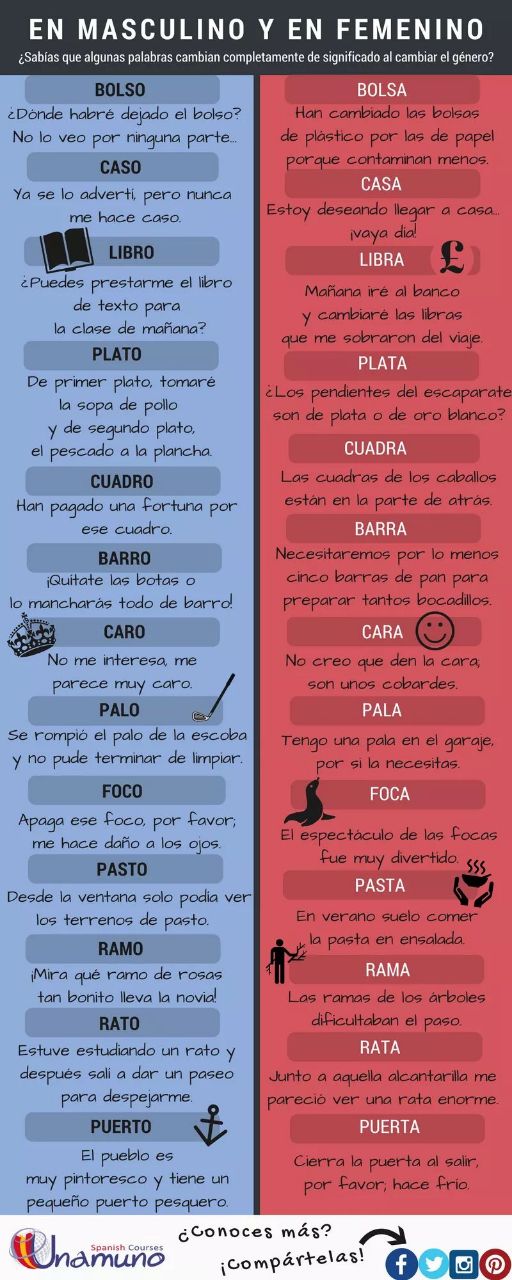 EN MASCULINO Y EN FEMENINO
¿Sabías que algunas palabras cambian completamente de significado al cambiar el género?
BOLSO
¿Dónde habré dejado el bolso?
No lo veo por ninguna parte...
CASO
Ya se lo advertí, pero nunca
me hace caso.
LIBRO
¿Puedes prestarme el libro
de texto para
la clase de mañana?
PLATO
De primer plato, tomaré
la sopa de pollo
y de segundo plato,
el pescado a la plancha.
CUADRO
Han pagado una fortuna por
ese cuadro.
BARRO
¡Quítate las botas o
lo mancharás todo de barro!
CARO
No me interesa, me
parece muy caro.
PALO
Se rompió el palo de la escoba
y no pude terminar de limpiar.
FOCO
Apaga ese foco, por favor;
me hace daño a los ojos.
PASTO
Desde la ventana solo podía ver
los terrenos de pasto.
RAMO
¡Mira qué ramo de rosas
tan bonito lleva la novia!
RATO
Estuve estudiando un rato y
después salí a dar un paseo
para despejarme.
PUERTO
El pueblo es
muy pintoresco y tiene un
pequeño puerto pesquero.
BOLSA
Han cambiado las bolsas
de plástico por las de papel
porque contaminan menos.
CASA
Estoy deseando llegar a casa...
¡vaya día!
LIBRA £
Mañana iré al banco
y cambiaré las libras
que me sobraron del viaje.
PLATA
¿Los pendientes del escaparate
son de plata o de oro blanco?
CUADRA
Las cuadras de los caballos
están en la parte de atrás.
BARRA
Necesitaremos por lo menos
cinco barras de pan para
preparar tantos bocadillos.
CARA
No creo que den la cara;
son unos cobardes.
PALA
Tengo una pala en el garaje,
por si la necesitas.
FOCA
El espectáculo de las focas
fue muy divertido.
PASTA
En verano suelo comer
la pasta en ensalada.
RAMA
Las ramas de los árboles
dificultaban el paso.
RATA
Junto a aquella alcantarilla me
pareció ver una rata enorme.
PUERTA
Cierra la puerta al salir,
por favor; hace frío.
Spanish Courses
Unamuno
¿Conoces más?
¡Compártelas!